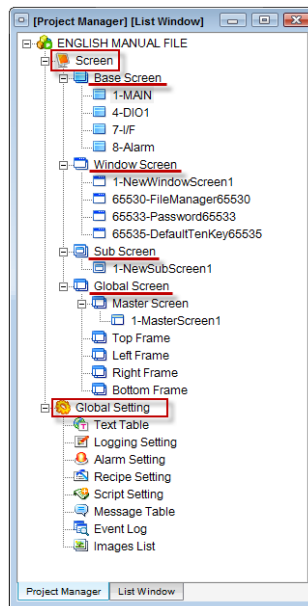 [Project Manager] [List Window]
ENGLISH MANUAL FILE
Screen
Base Screen
1-MAIN
4-DIO1
7-I/F
8-Alarm
Window Screen
1-NewWindowScreen1
65530-FileManager65530
65533-Password65533
65535-DefaultTenKey65535
Sub Screen
1-NewSubScreen1
Global Screen
Master Screen
1-MasterScreen1
Top Frame
Left Frame
Right Frame
Bottom Frame
Global Setting
Text Table
Logging Setting
Alarm Setting
Recipe Setting
Script Setting
Message Table
Event Log
Images List
Project Manager List Window